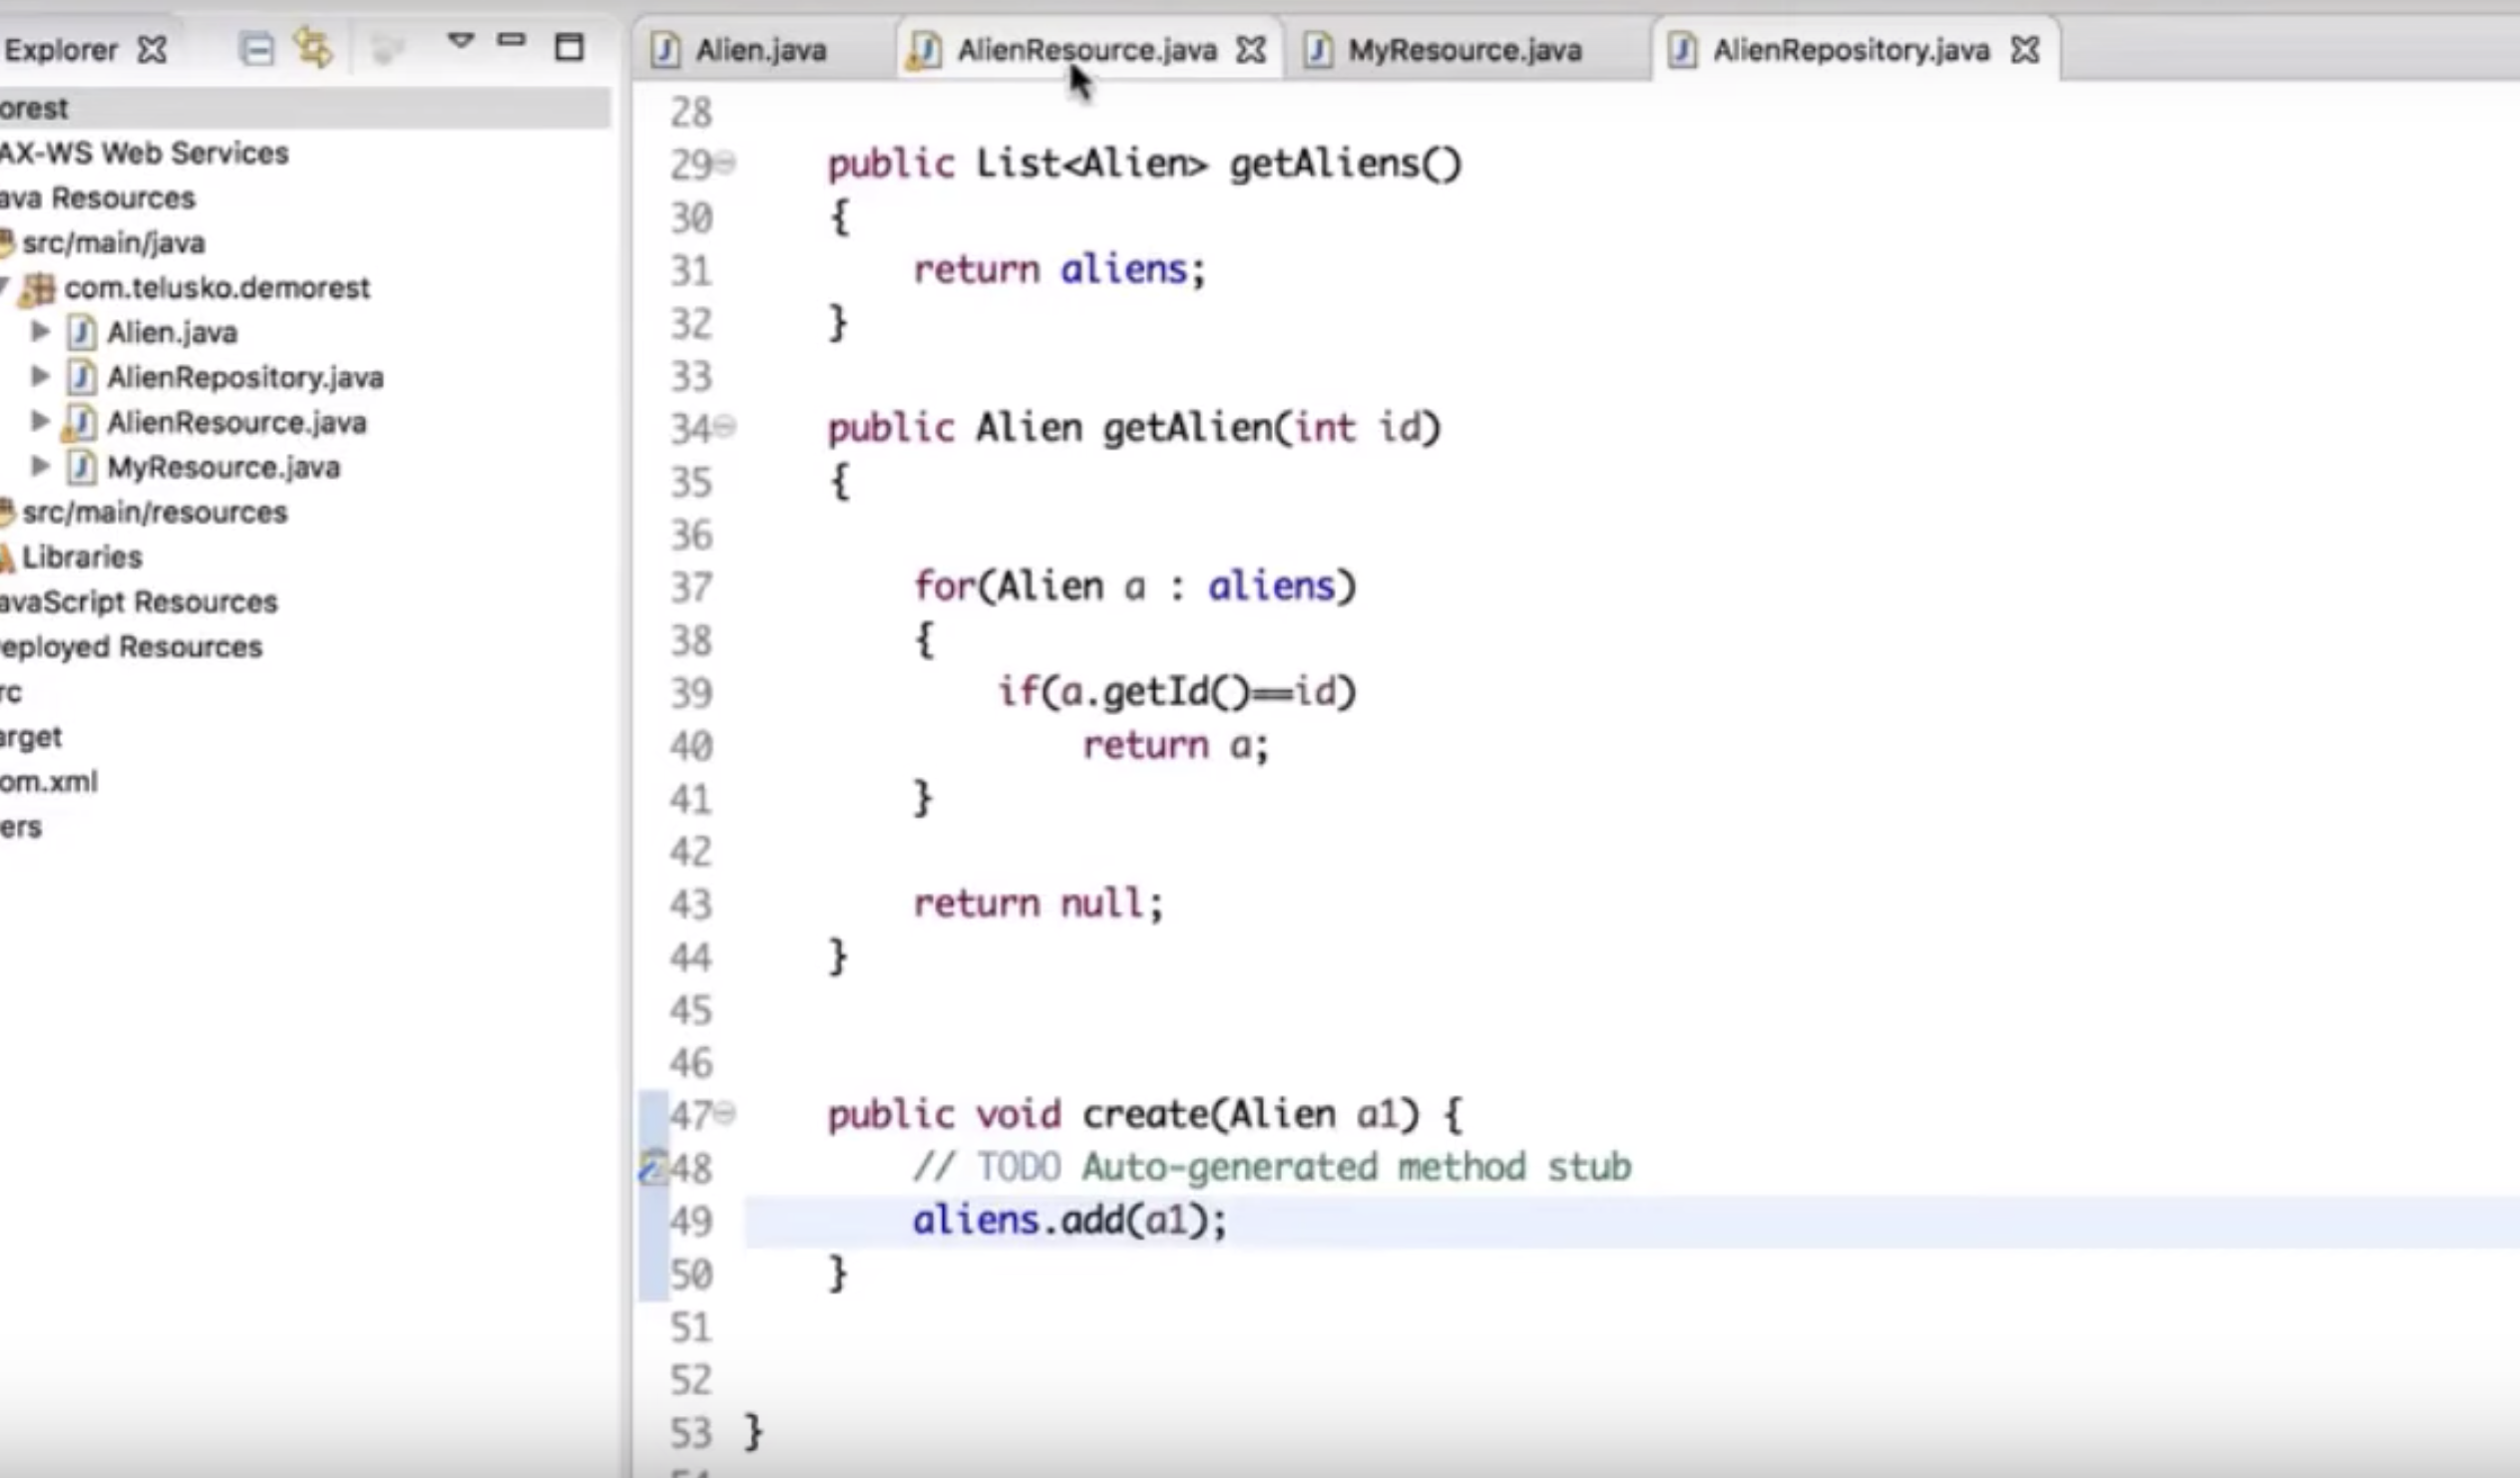 Explorer
orest
AX-WS Web Services
ava Resources
src/main/java
com.telusko.demorest
Alien.java
AlienRepository.java
AlienResource.java
MyResource.java
src/main/resources
Libraries
avaScript Resources
eployed Resources
rc
arget
om.xml
ers
Alien.java AlienResource.java MyResource.java AlienRepository.java
28
29 public List<Alien> getAliens()
30 {
31 return aliens;
32 }
33
34 public Alien getAlien(int id)
35 {
36
37 for(Alien a : aliens)
38 {
39 if(a.getId()==id)
40 return a;
41 }
42
43 return null;
44 }
45
46
47 public void create(Alien a1) {
48 // TODO Auto-generated method stub
49 aliens.add(a1);
50 }
51
52
53 }